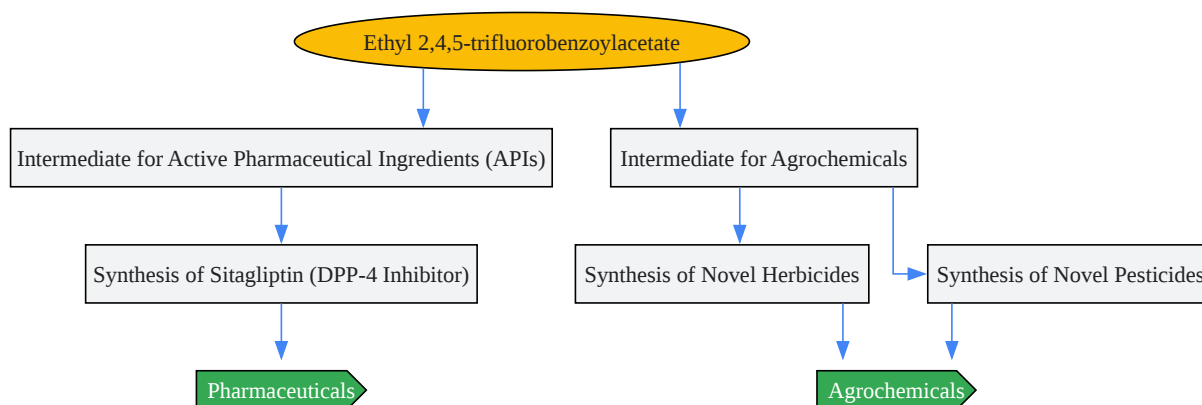 Ethyl 2,4,5-trifluorobenzoylacetate
Intermediate for Active Pharmaceutical Ingredients (APIs)
Intermediate for Agrochemicals
Synthesis of Sitagliptin (DPP-4 Inhibitor)
Synthesis of Novel Herbicides
Synthesis of Novel Pesticides
Pharmaceuticals
Agrochemicals